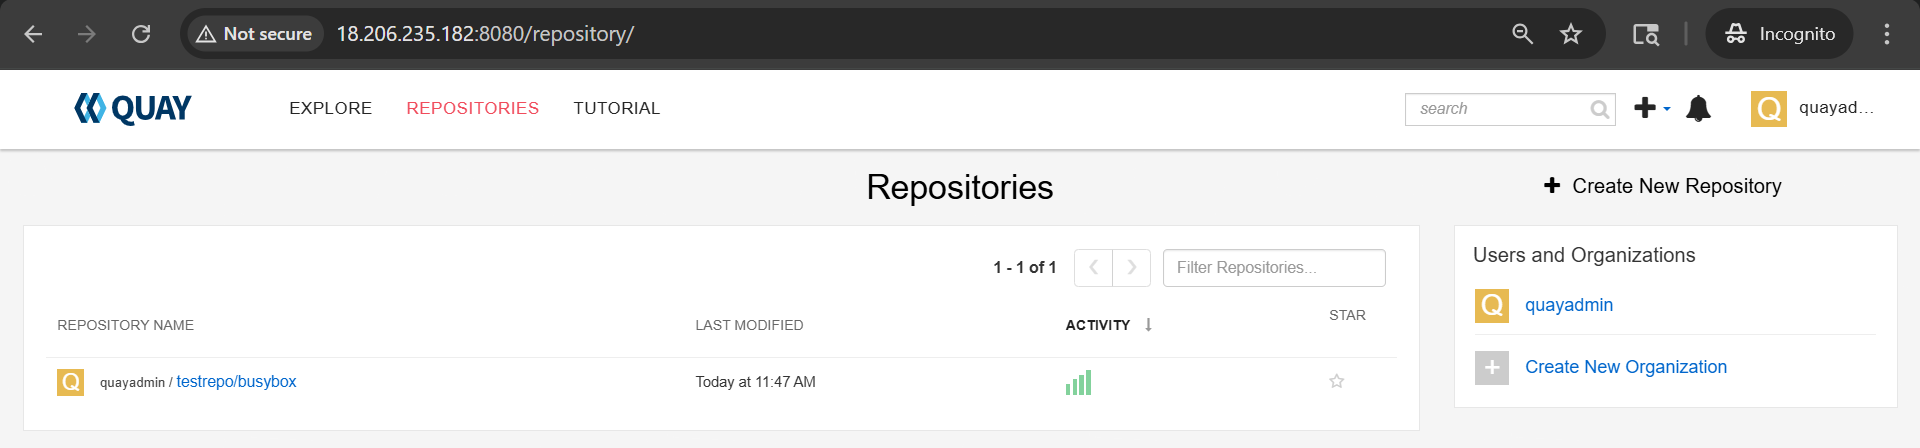 Not secure 18.206.235.182:8080/repository/ Incognito
QUAY EXPLORE REPOSITORIES TUTORIAL search quayad...
Repositories
Create New Repository
1 - 1 of 1 Filter Repositories...
REPOSITORY NAME LAST MODIFIED ACTIVITY STAR
Q quayadmin / testrepo/busybox Today at 11:47 AM
Users and Organizations
Q quayadmin
Create New Organization